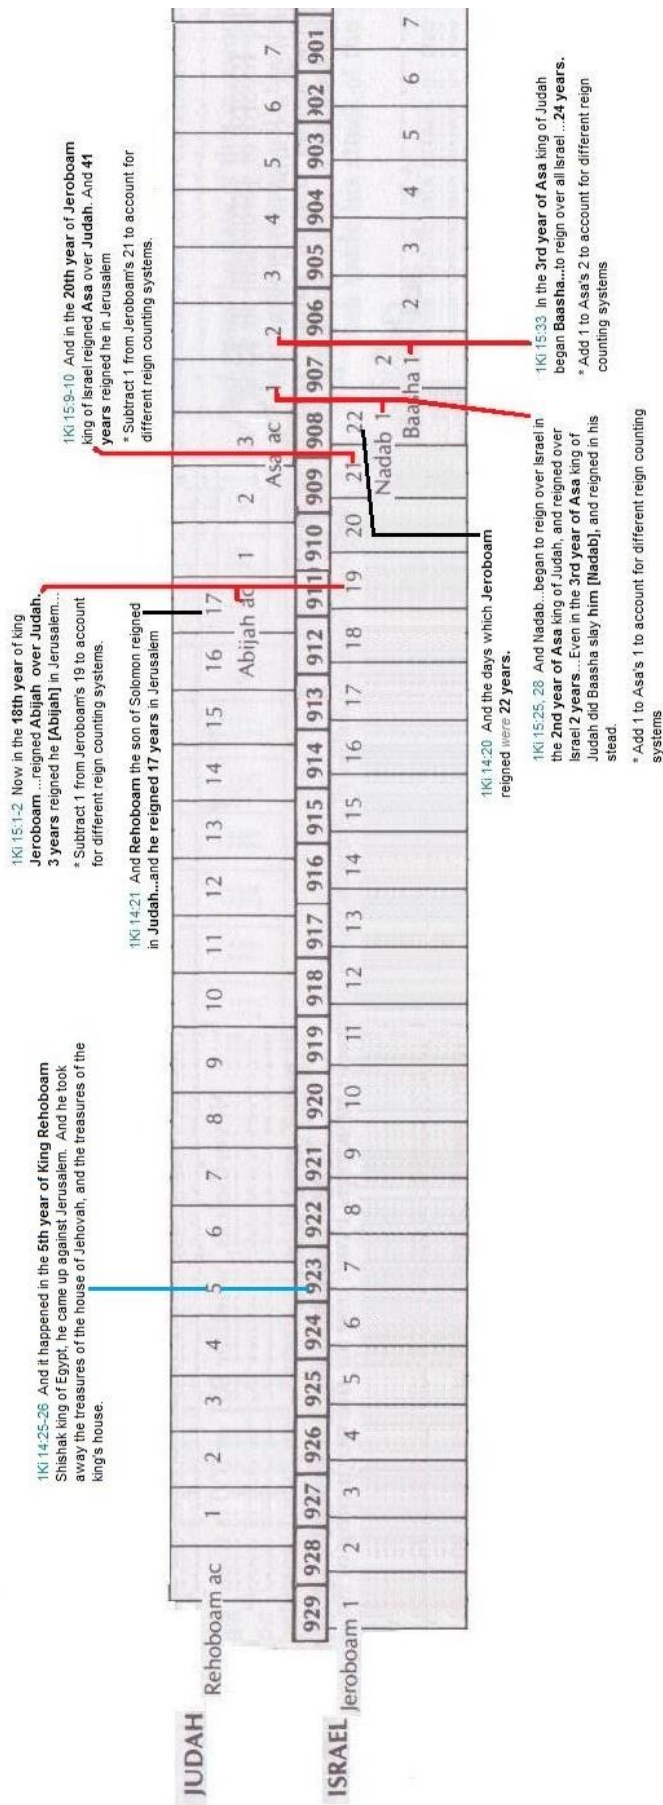 1Ki 14:25-26 And it happened in the 5th year of King Rehoboam
Shishak king of Egypt, he came up against Jerusalem. And he took
away the treasures of the house of Jehovah, and the treasures of the
king's house.
1Ki 15:1-2 Now in the 18th year of king
Jeroboam ...reigned Abijah over Judah.
3 years reigned he [Abijah] in Jerusalem...
* Subtract 1 from Jeroboam's 19 to account
for different reign counting systems.
1Ki 14:21 And Rehoboam the son of Solomon reigned
in Judah...and he reigned 17 years in Jerusalem
1Ki 15:9-10 And in the 20th year of Jeroboam
king of Israel reigned Asa over Judah. And 41
years reigned he in Jerusalem
* Subtract 1 from Jeroboam's 21 to account for
different reign counting systems.
JUDAH
Rehoboam ac 1 2 3 4 5 6 7 8 9 10 11 12 13 14 15 16 17
Abijah ac 1 2 3
Asa ac 1 2 3 4 5 6 7
929 928 927 926 925 924 923 922 921 920 919 918 917 916 915 914 913 912 911 910 909 908 907 906 905 904 903 902 901
ISRAEL
Jeroboam 1 2 3 4 5 6 7 8 9 10 11 12 13 14 15 16 17 18 19 20 21 22
Nadab 1 2
Baasha 1 2 3 4 5 6 7
1Ki 14:20 And the days which Jeroboam
reigned were 22 years.
1Ki 15:25, 28 And Nadab...began to reign over Israel in
the 2nd year of Asa king of Judah, and reigned over
Israel 2 years...Even in the 3rd year of Asa king of
Judah did Baasha slay him [Nadab], and reigned in his
stead.
* Add 1 to Asa's 1 to account for different reign counting
systems
1Ki 15:33 In the 3rd year of Asa king of Judah
began Baasha...to reign over all Israel ...24 years.
* Add 1 to Asa's 2 to account for different reign
counting systems